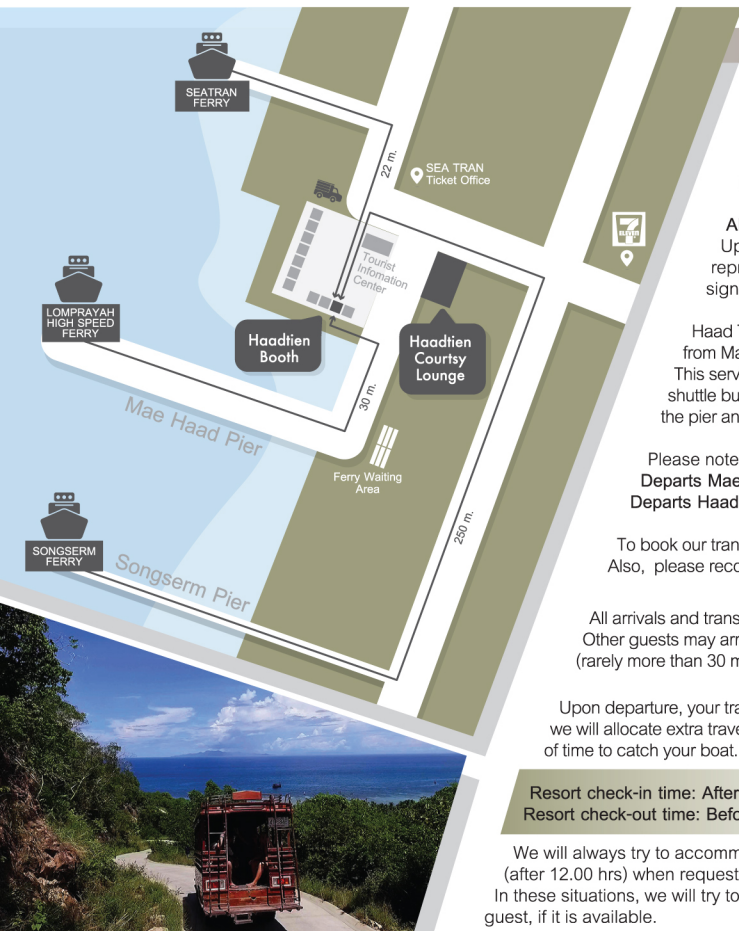 SEATRAN
FERRY
22 m.
SEA TRAN
Ticket Office
7
ELEVEN
Tourist
Infomation
Center
LOMPRAYAH
HIGH SPEED
FERRY
Haadtien
Booth
Haadtien
Courtsy
Lounge
30 m.
Mae Haad Pier
Ferry Waiting
Area
250 m.
SONGSERM
FERRY
Songserm Pier
A
Up
repr
sign
Haad
from Ma
This serv
shuttle bu
the pier an
Please note
Departs Mae
Departs Haad
To book our tran
Also, please reco
All arrivals and trans
Other guests may arr
(rarely more than 30 m
Upon departure, your tra
we will allocate extra trave
of time to catch your boat.
Resort check-in time: After
Resort check-out time: Befo
We will always try to accomm
(after 12.00 hrs) when request
In these situations, we will try to
guest, if it is available.